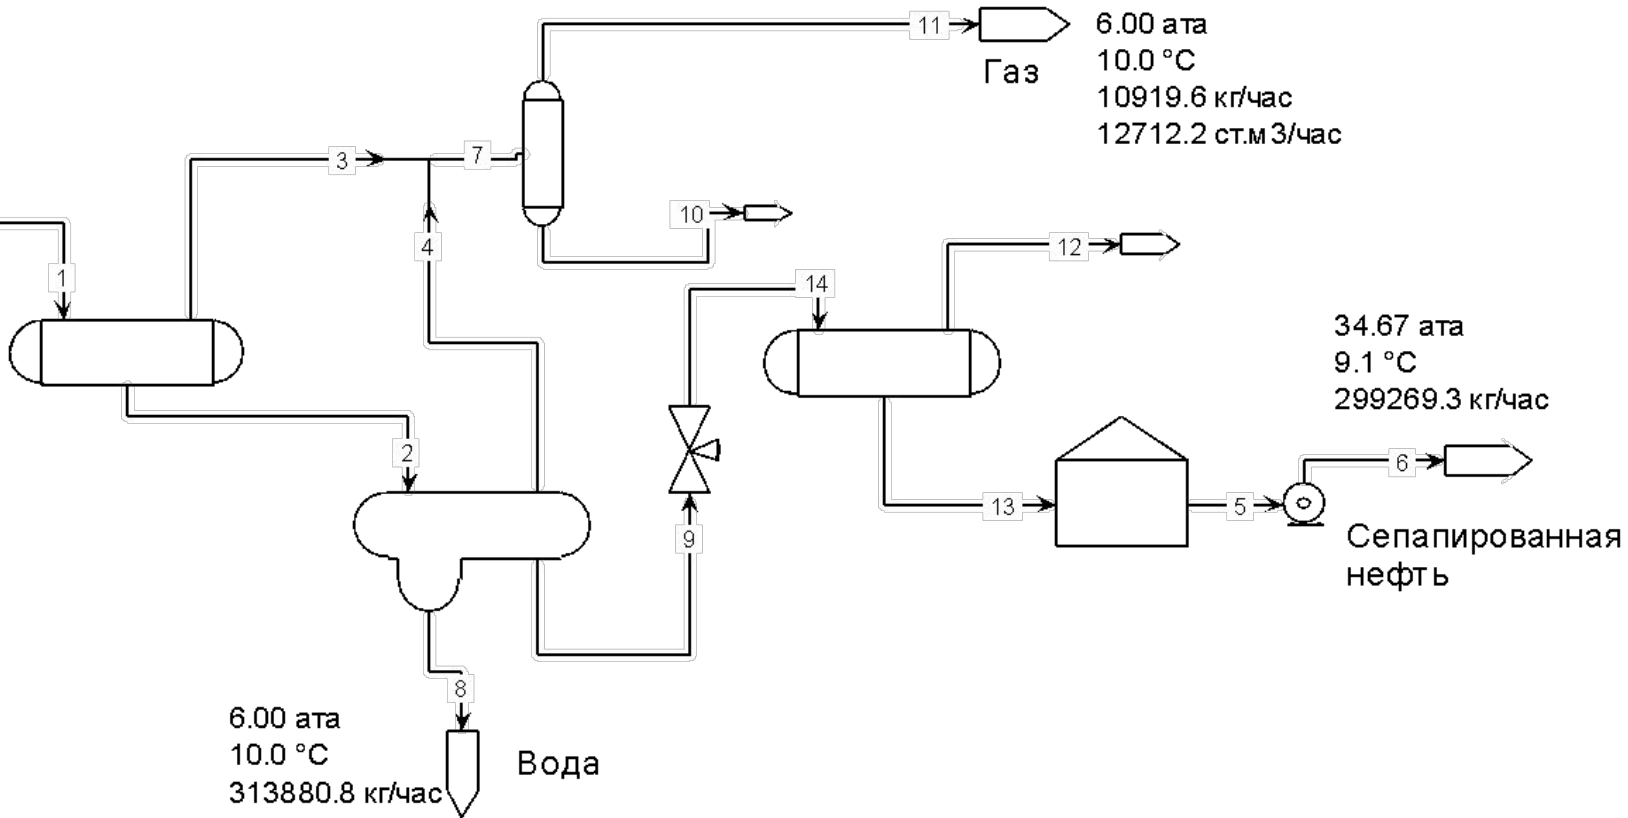 11
6.00 ата
10.0 °C
10919.6 кг/час
12712.2 ст.м3/час
Газ
3
7
10
4
12
1
14
34.67 ата
9.1 °C
299269.3 кг/час
2
6
9
13
5
Сепапированная
нефть
8
6.00 ата
10.0 °C
313880.8 кг/час
Вода